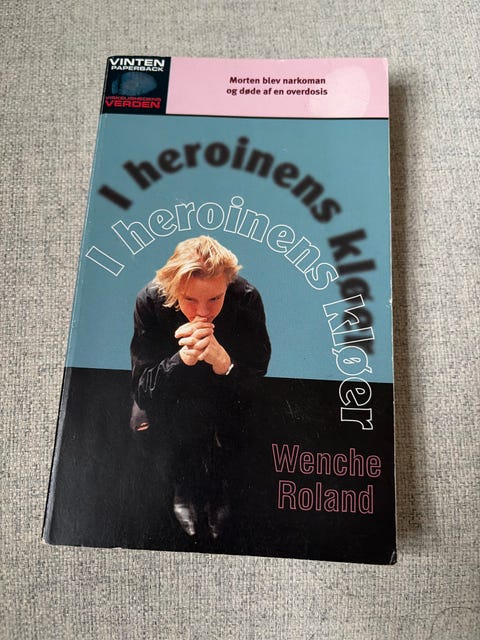 VINTEN
PAPERBACK
VIRKELIGHEDENS
VERDEN
Morten blev narkoman
og døde af en overdosis
I heroinens kløer
I heroinens kløer
Wenche
Roland